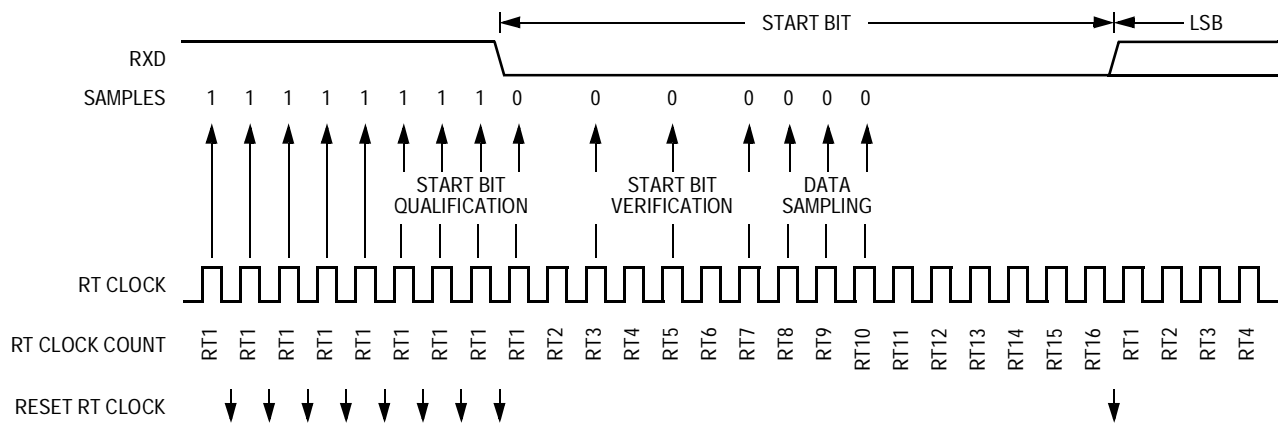 START BIT LSB
RXD
SAMPLES 1 1 1 1 1 1 1 1 0 0 0 0 0 0 0
START BIT QUALIFICATION START BIT VERIFICATION DATA SAMPLING
RT CLOCK
RT CLOCK COUNT RT1 RT1 RT1 RT1 RT1 RT1 RT1 RT1 RT1 RT2 RT3 RT4 RT5 RT6 RT7 RT8 RT9 RT10 RT11 RT12 RT13 RT14 RT15 RT16 RT1 RT2 RT3 RT4
RESET RT CLOCK